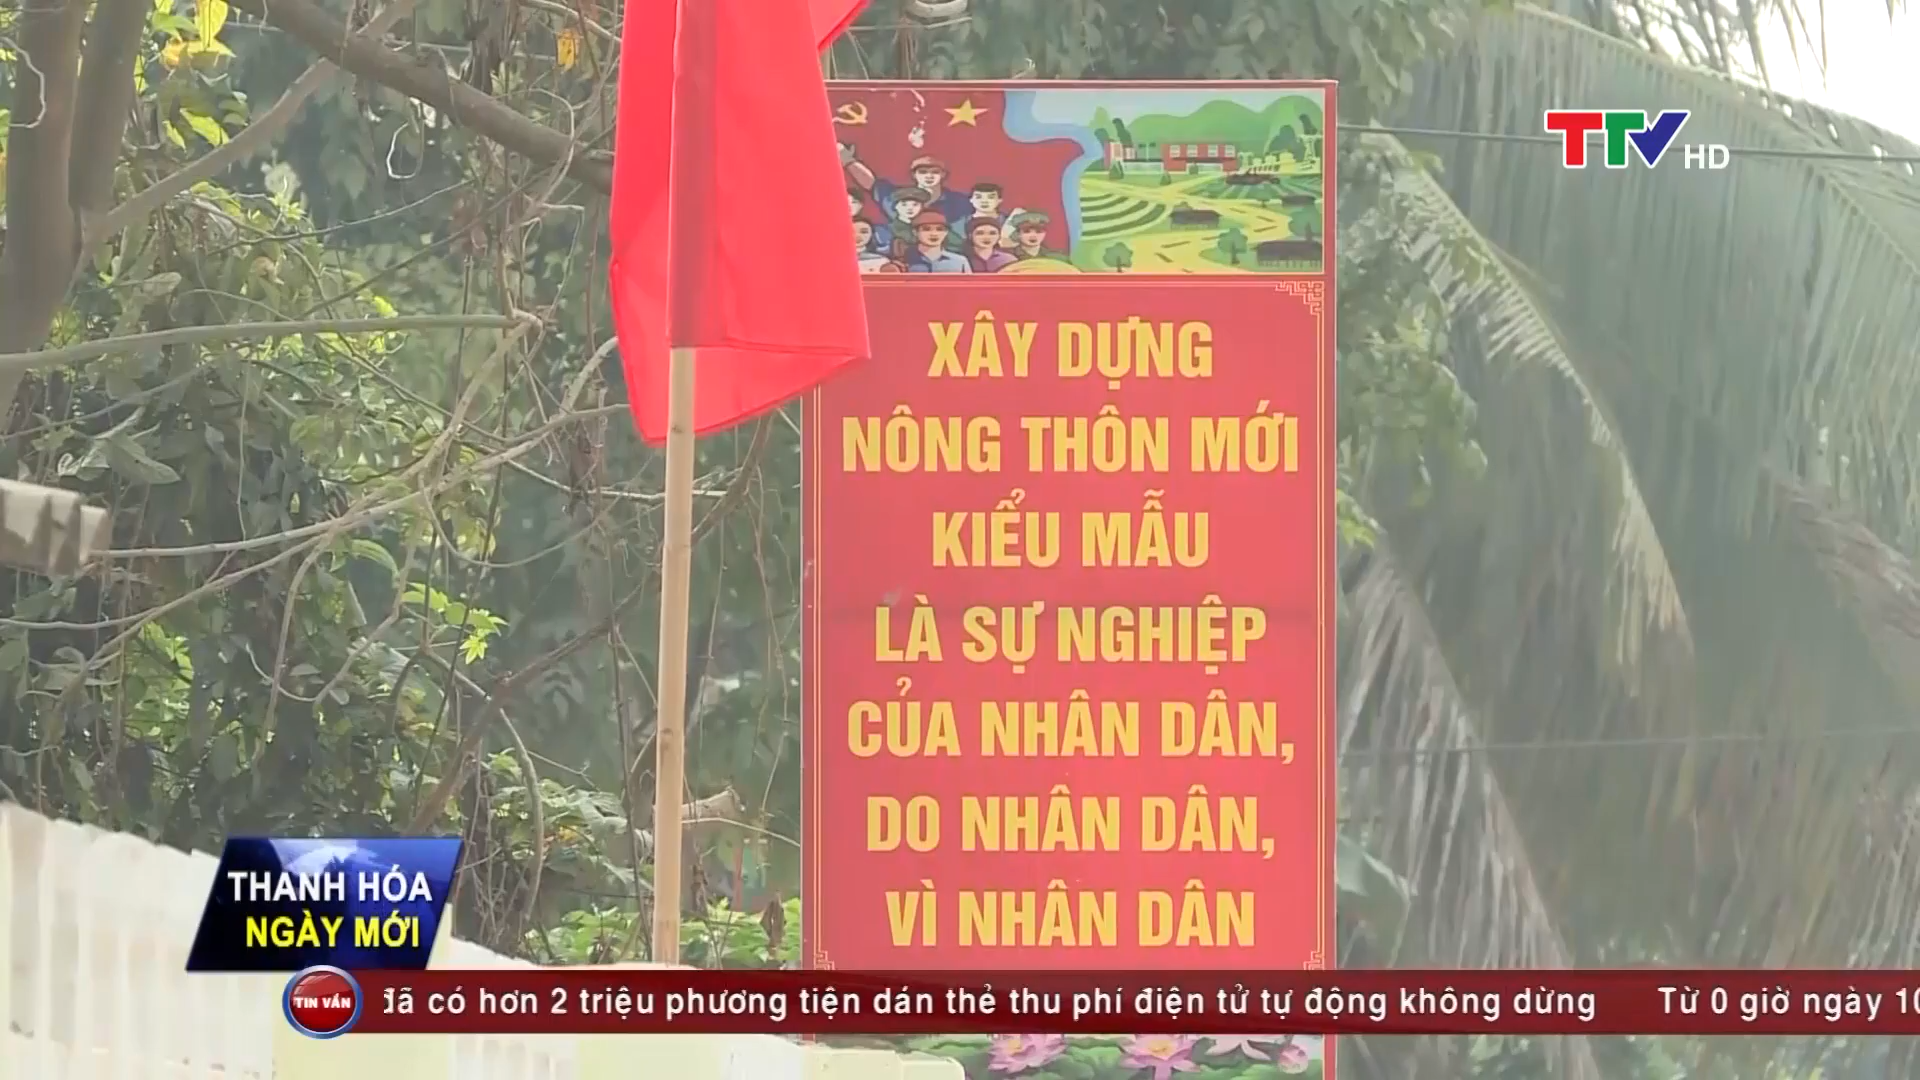 TTV HD
XÂY DỰNG
NÔNG THÔN MỚI
KIỂU MẪU
LÀ SỰ NGHIỆP
CỦA NHÂN DÂN,
DO NHÂN DÂN,
VÌ NHÂN DÂN
THANH HÓA
NGÀY MỚI
TIN VẮN đã có hơn 2 triệu phương tiện dán thẻ thu phí điện tử tự động không dừng Từ 0 giờ ngày 10